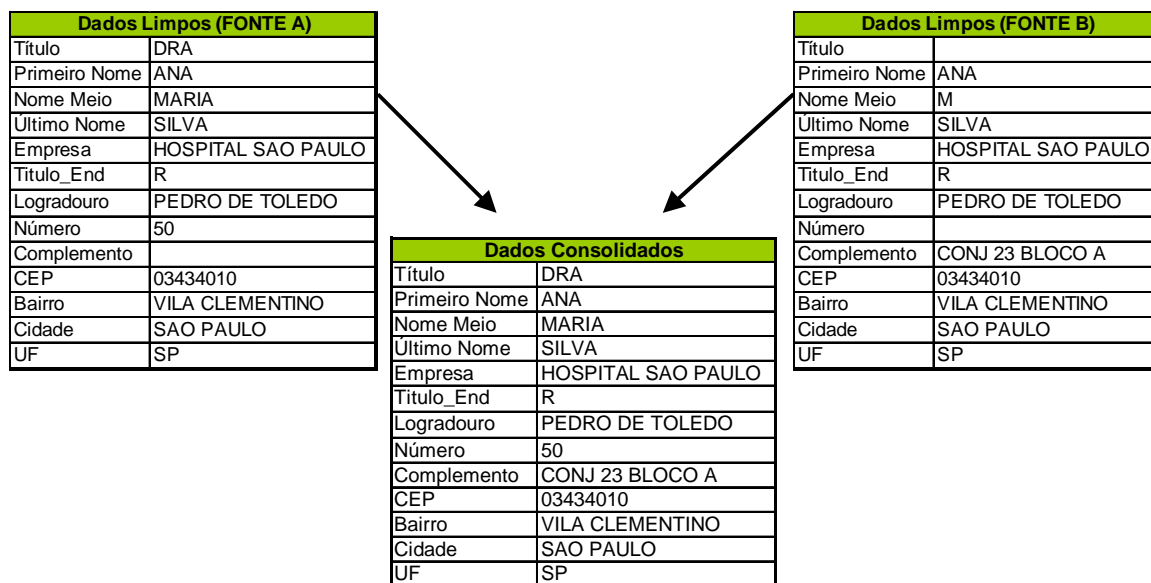 Dados Limpos (FONTE A)
Título DRA
Primeiro Nome ANA
Nome Meio MARIA
Último Nome SILVA
Empresa HOSPITAL SAO PAULO
Titulo_End R
Logradouro PEDRO DE TOLEDO
Número 50
Complemento
CEP 03434010
Bairro VILA CLEMENTINO
Cidade SAO PAULO
UF SP
Dados Limpos (FONTE B)
Título
Primeiro Nome ANA
Nome Meio M
Último Nome SILVA
Empresa HOSPITAL SAO PAULO
Titulo_End R
Logradouro PEDRO DE TOLEDO
Número
Complemento CONJ 23 BLOCO A
CEP 03434010
Bairro VILA CLEMENTINO
Cidade SAO PAULO
UF SP
Dados Consolidados
Título DRA
Primeiro Nome ANA
Nome Meio MARIA
Último Nome SILVA
Empresa HOSPITAL SAO PAULO
Titulo_End R
Logradouro PEDRO DE TOLEDO
Número 50
Complemento CONJ 23 BLOCO A
CEP 03434010
Bairro VILA CLEMENTINO
Cidade SAO PAULO
UF SP